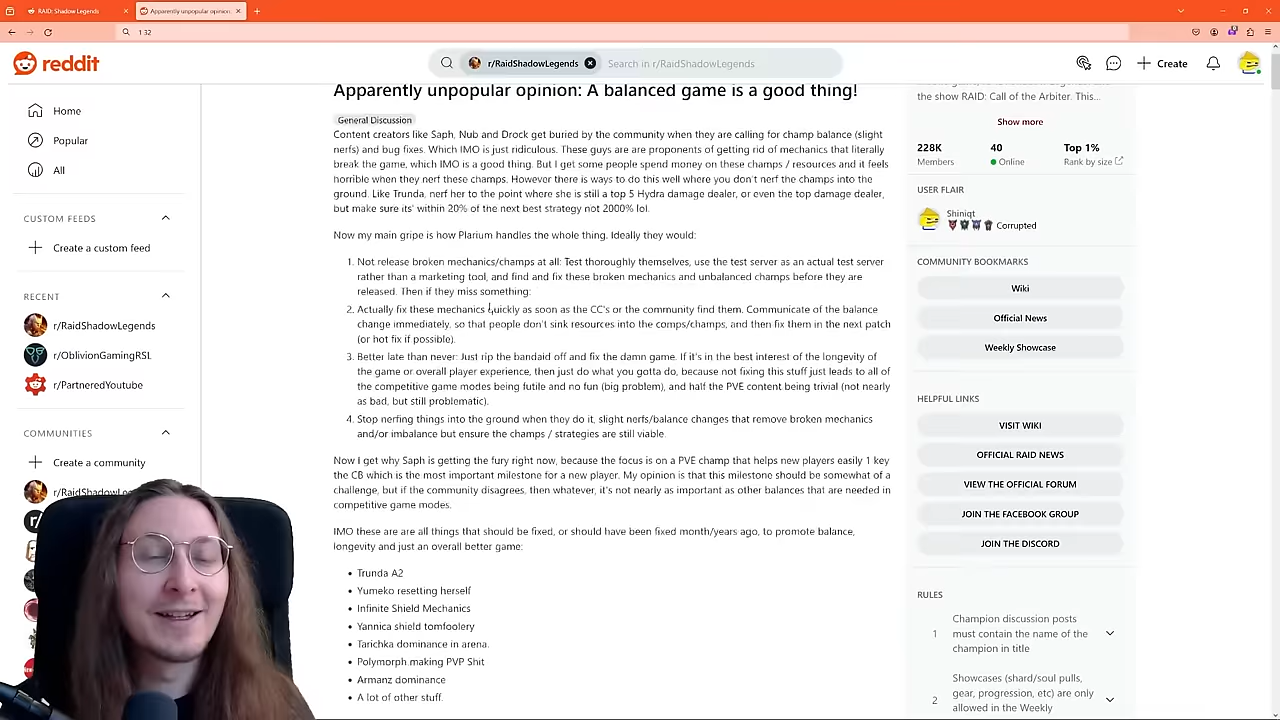 RAID: Shadow Legends
Apparently unpopular opinion:
1 32
reddit
r/RaidShadowLegends
Search in r/RaidShadowLegends
Create
Home
Popular
All
CUSTOM FEEDS
Create a custom feed
RECENT
r/RaidShadowLegends
r/OblivionGamingRSL
r/PartneredYoutube
COMMUNITIES
Create a community
r/RaidShadowLeg
Apparently unpopular opinion: A balanced game is a good thing!
General Discussion
Content creators like Saph, Nub and Drock get buried by the community when they are calling for champ balance (slight
nerfs) and bug fixes. Which IMO is just ridiculous. These guys are are proponents of getting rid of mechanics that literally
break the game, which IMO is a good thing. But I get some people spend money on these champs / resources and it feels
horrible when they nerf these champs. However there is ways to do this well where you don't nerf the champs into the
ground. Like Trunda, nerf her to the point where she is still a top 5 Hydra damage dealer, or even the top damage dealer,
but make sure its' within 20% of the next best strategy not 2000% lol.
Now my main gripe is how Plarium handles the whole thing. Ideally they would:
1. Not release broken mechanics/champs at all: Test thoroughly themselves, use the test server as an actual test server
rather than a marketing tool, and find and fix these broken mechanics and unbalanced champs before they are
released. Then if they miss something:
2. Actually fix these mechanics quickly as soon as the CC's or the community find them. Communicate of the balance
change immediately, so that people don't sink resources into the comps/champs, and then fix them in the next patch
(or hot fix if possible).
3. Better late than never: Just rip the bandaid off and fix the damn game. If it's in the best interest of the longevity of
the game or overall player experience, then just do what you gotta do, because not fixing this stuff just leads to all of
the competitive game modes being futile and no fun (big problem), and half the PVE content being trivial (not nearly
as bad, but still problematic).
4. Stop nerfing things into the ground when they do it, slight nerfs/balance changes that remove broken mechanics
and/or imbalance but ensure the champs / strategies are still viable.
Now I get why Saph is getting the fury right now, because the focus is on a PVE champ that helps new players easily 1 key
the CB which is the most important milestone for a new player. My opinion is that this milestone should be somewhat of a
challenge, but if the community disagrees, then whatever, it's not nearly as important as other balances that are needed in
competitive game modes.
IMO these are are all things that should be fixed, or should have been fixed month/years ago, to promote balance,
longevity and just an overall better game:
• Trunda A2
• Yumeko resetting herself
• Infinite Shield Mechanics
• Yannica shield tomfoolery
• Tarichka dominance in arena.
• Polymorph making PVP Shit
• Armanz dominance
• A lot of other stuff.
the show RAID: Call of the Arbiter. This...
Show more
228K 40 Top 1%
Members Online Rank by size
USER FLAIR
Shiniqt
Corrupted
COMMUNITY BOOKMARKS
Wiki
Official News
Weekly Showcase
HELPFUL LINKS
VISIT WIKI
OFFICIAL RAID NEWS
VIEW THE OFFICIAL FORUM
JOIN THE FACEBOOK GROUP
JOIN THE DISCORD
RULES
1 Champion discussion posts
must contain the name of the
champion in title
2 Showcases (shard/soul pulls,
gear, progression, etc) are only
allowed in the Weekly